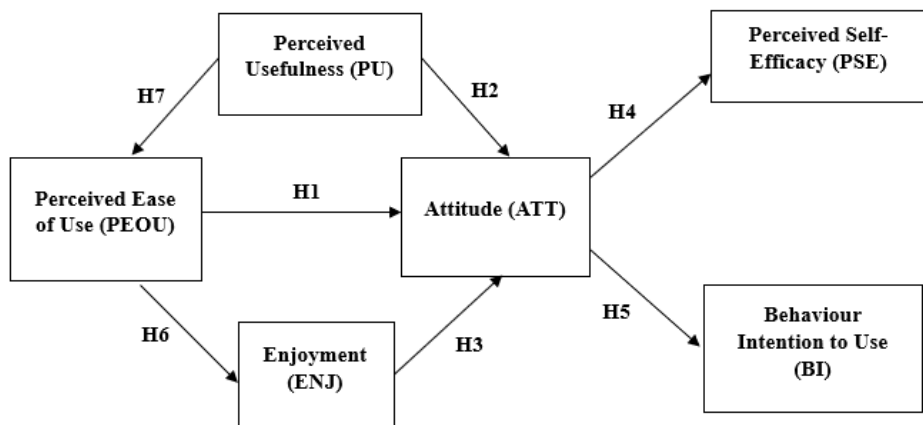 Perceived
Usefulness (PU)
Perceived Self-
Efficacy (PSE)
H7
H2
H4
Perceived Ease
of Use (PEOU)
H1
Attitude (ATT)
H6
Enjoyment
(ENJ)
H3
H5
Behaviour
Intention to Use
(BI)